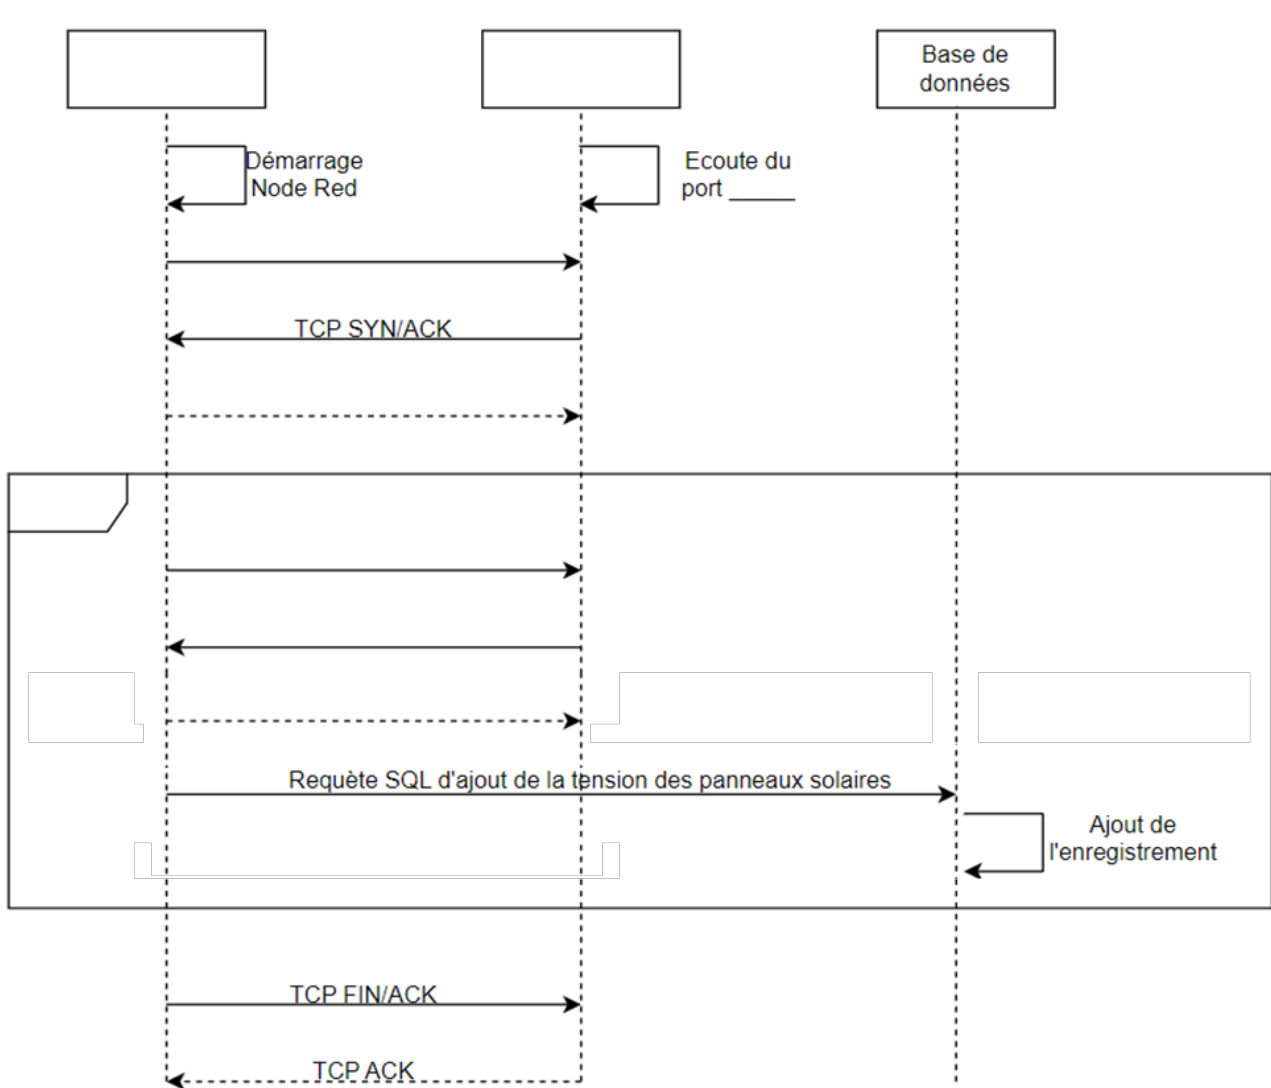 Base de
données
Démarrage
Node Red
Ecoute du
port _____
TCP SYN/ACK
Requète SQL d'ajout de la tension des panneaux solaires
Ajout de
l'enregistrement
TCP FIN/ACK
TCP ACK